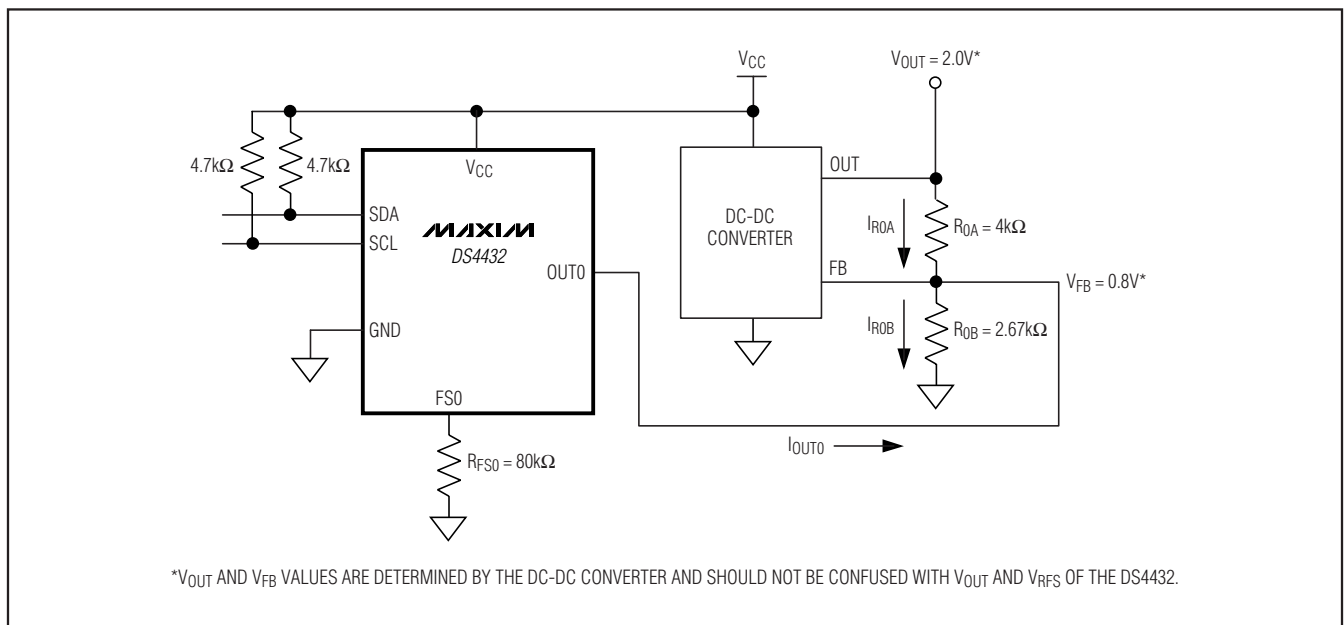 VCC
VOUT = 2.0V*
4.7kΩ
4.7kΩ
VCC
OUT
SDA
MAXIM
DS4432
SCL
DC-DC
CONVERTER
IR0A
R0A = 4kΩ
OUT0
FB
VFB = 0.8V*
GND
IR0B
R0B = 2.67kΩ
FS0
IOUT0
RFS0 = 80kΩ
*VOUT AND VFB VALUES ARE DETERMINED BY THE DC-DC CONVERTER AND SHOULD NOT BE CONFUSED WITH VOUT AND VRFS OF THE DS4432.